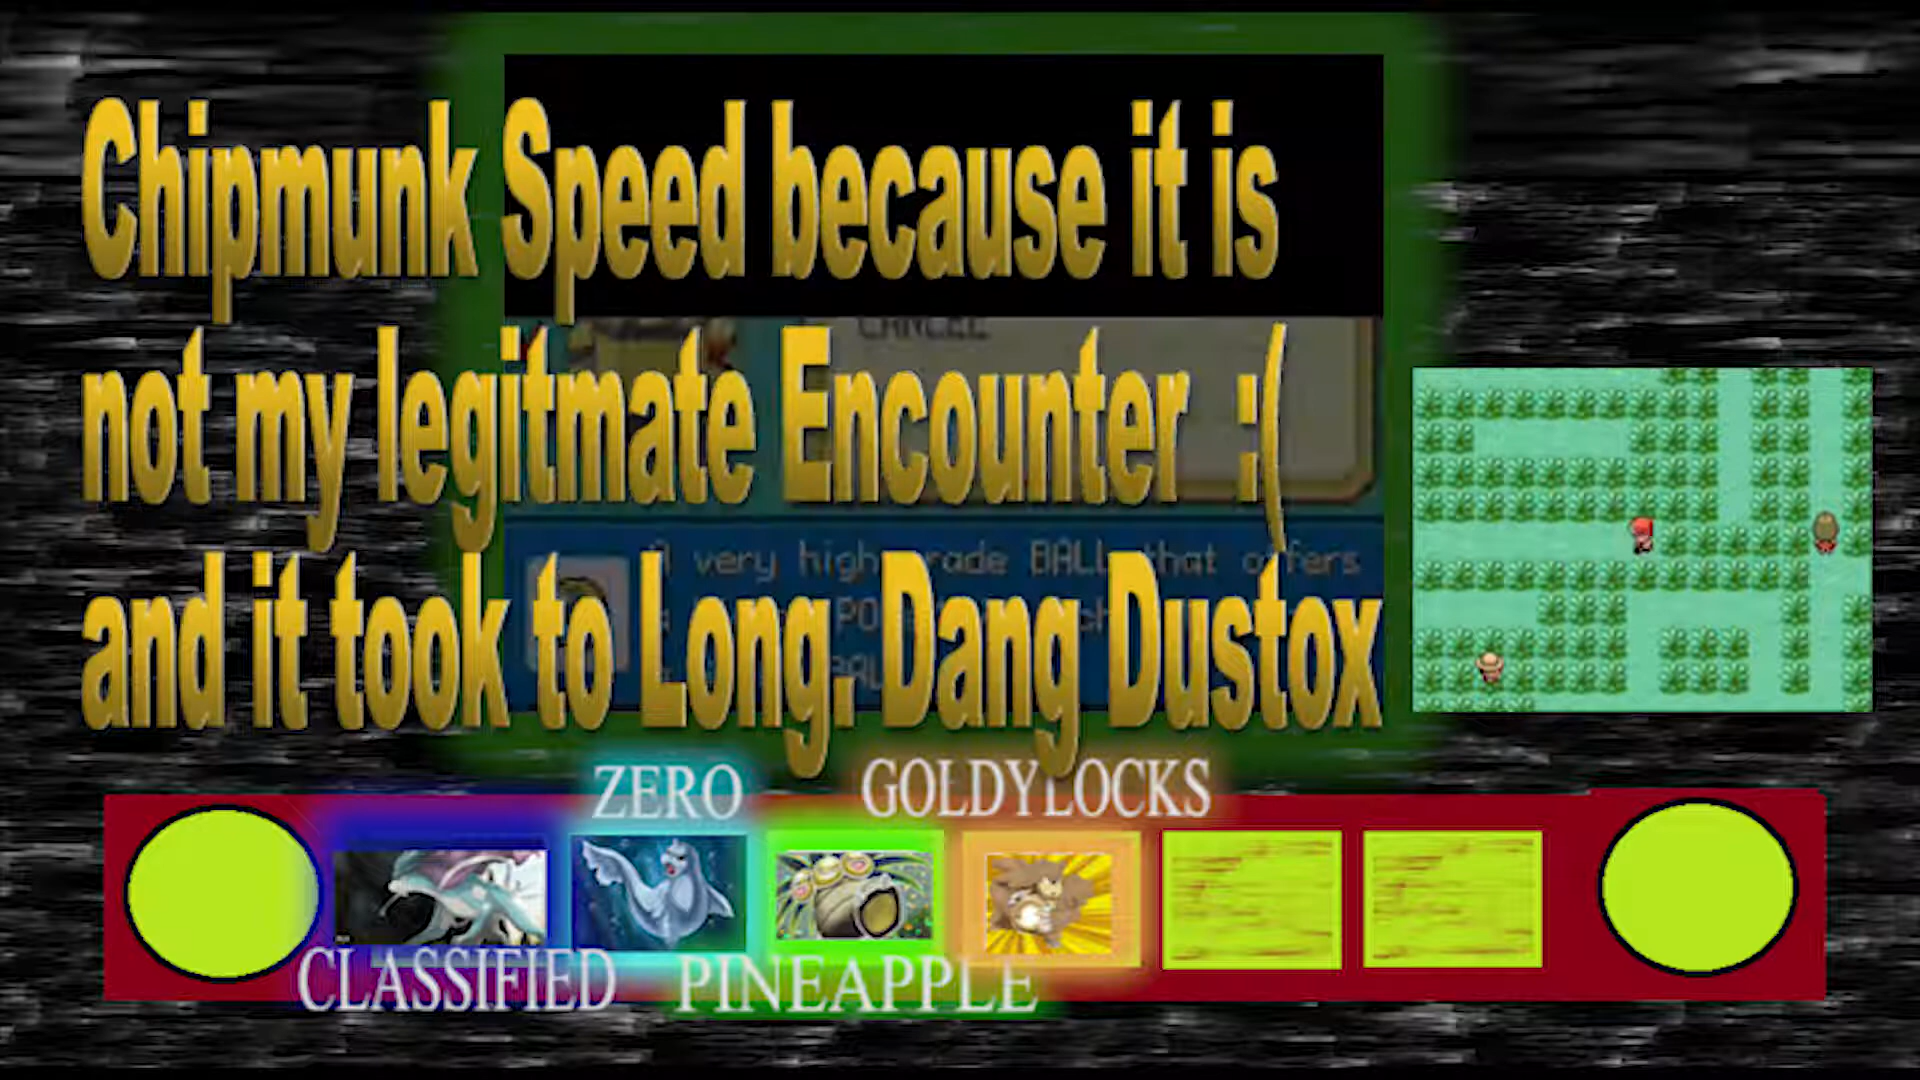 Chipmunk Speed because it is
CANCEL
not my legitmate Encounter :(
very high rade BALL that offers
and it took to Long. Dang Dustox
ZERO
GOLDYLOCKS
CLASSIFIED
PINEAPPLE